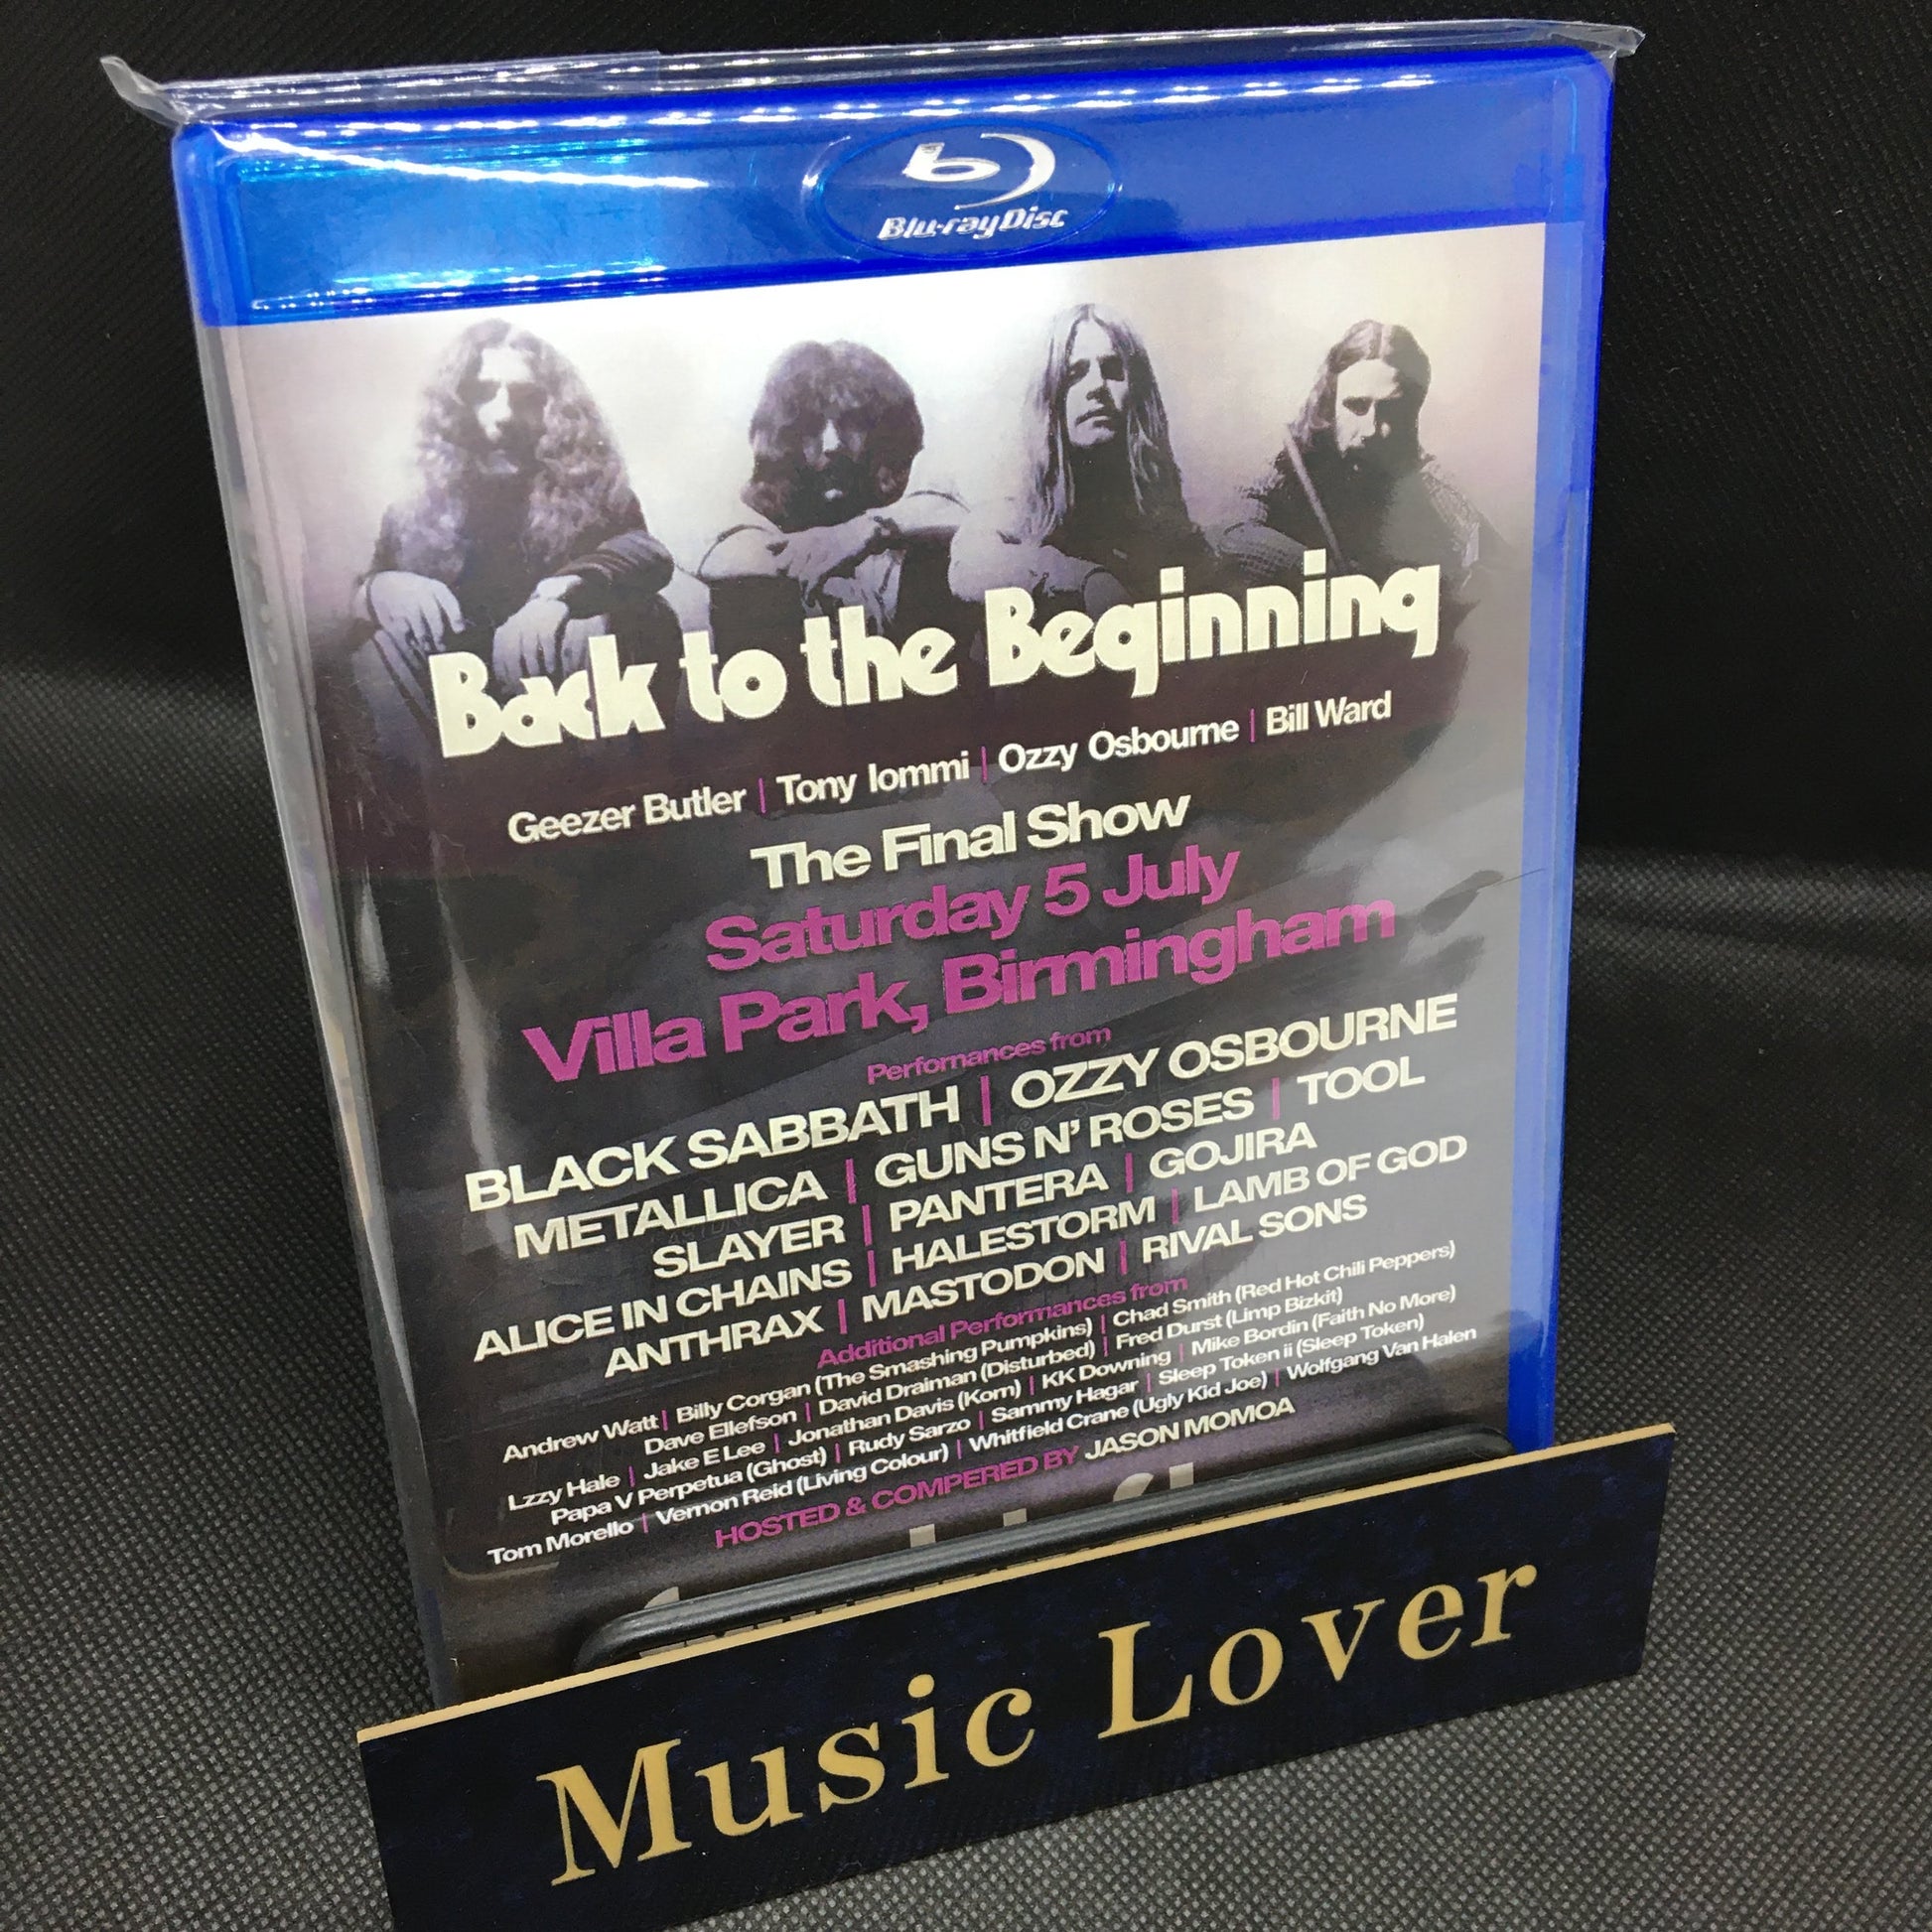 Blu-ray Disc
Back to the Beginning
Geezer Butler | Tony Iommi | Ozzy Osbourne | Bill Ward
The Final Show
Saturday 5 July
Villa Park, Birmingham
Perfornances from
BLACK SABBATH | OZZY OSBOURNE
METALLICA | GUNS N' ROSES | TOOL
SLAYER | PANTERA | GOJIRA
ALICE IN CHAINS | HALESTORM | LAMB OF GOD
ANTHRAX | MASTODON | RIVAL SONS
Additional Performances from
Andrew Watt | Billy Corgan (The Smashing Pumpkins) | Chad Smith (Red Hot Chili Peppers)
Dave Ellefson | David Draiman (Disturbed) | Fred Durst (Limp Bizkit)
Lzzy Hale | Jake E Lee | Jonathan Davis (Korn) | KK Downing | Mike Bordin (Faith No More)
Papa V Perpetua (Ghost) | Rudy Sarzo | Sammy Hagar | Sleep Token ii (Sleep Token)
Tom Morello | Vernon Reid (Living Colour) | Whitfield Crane (Ugly Kid Joe) | Wolfgang Van Halen
HOSTED & COMPERED BY JASON MOMOA
Music Lover